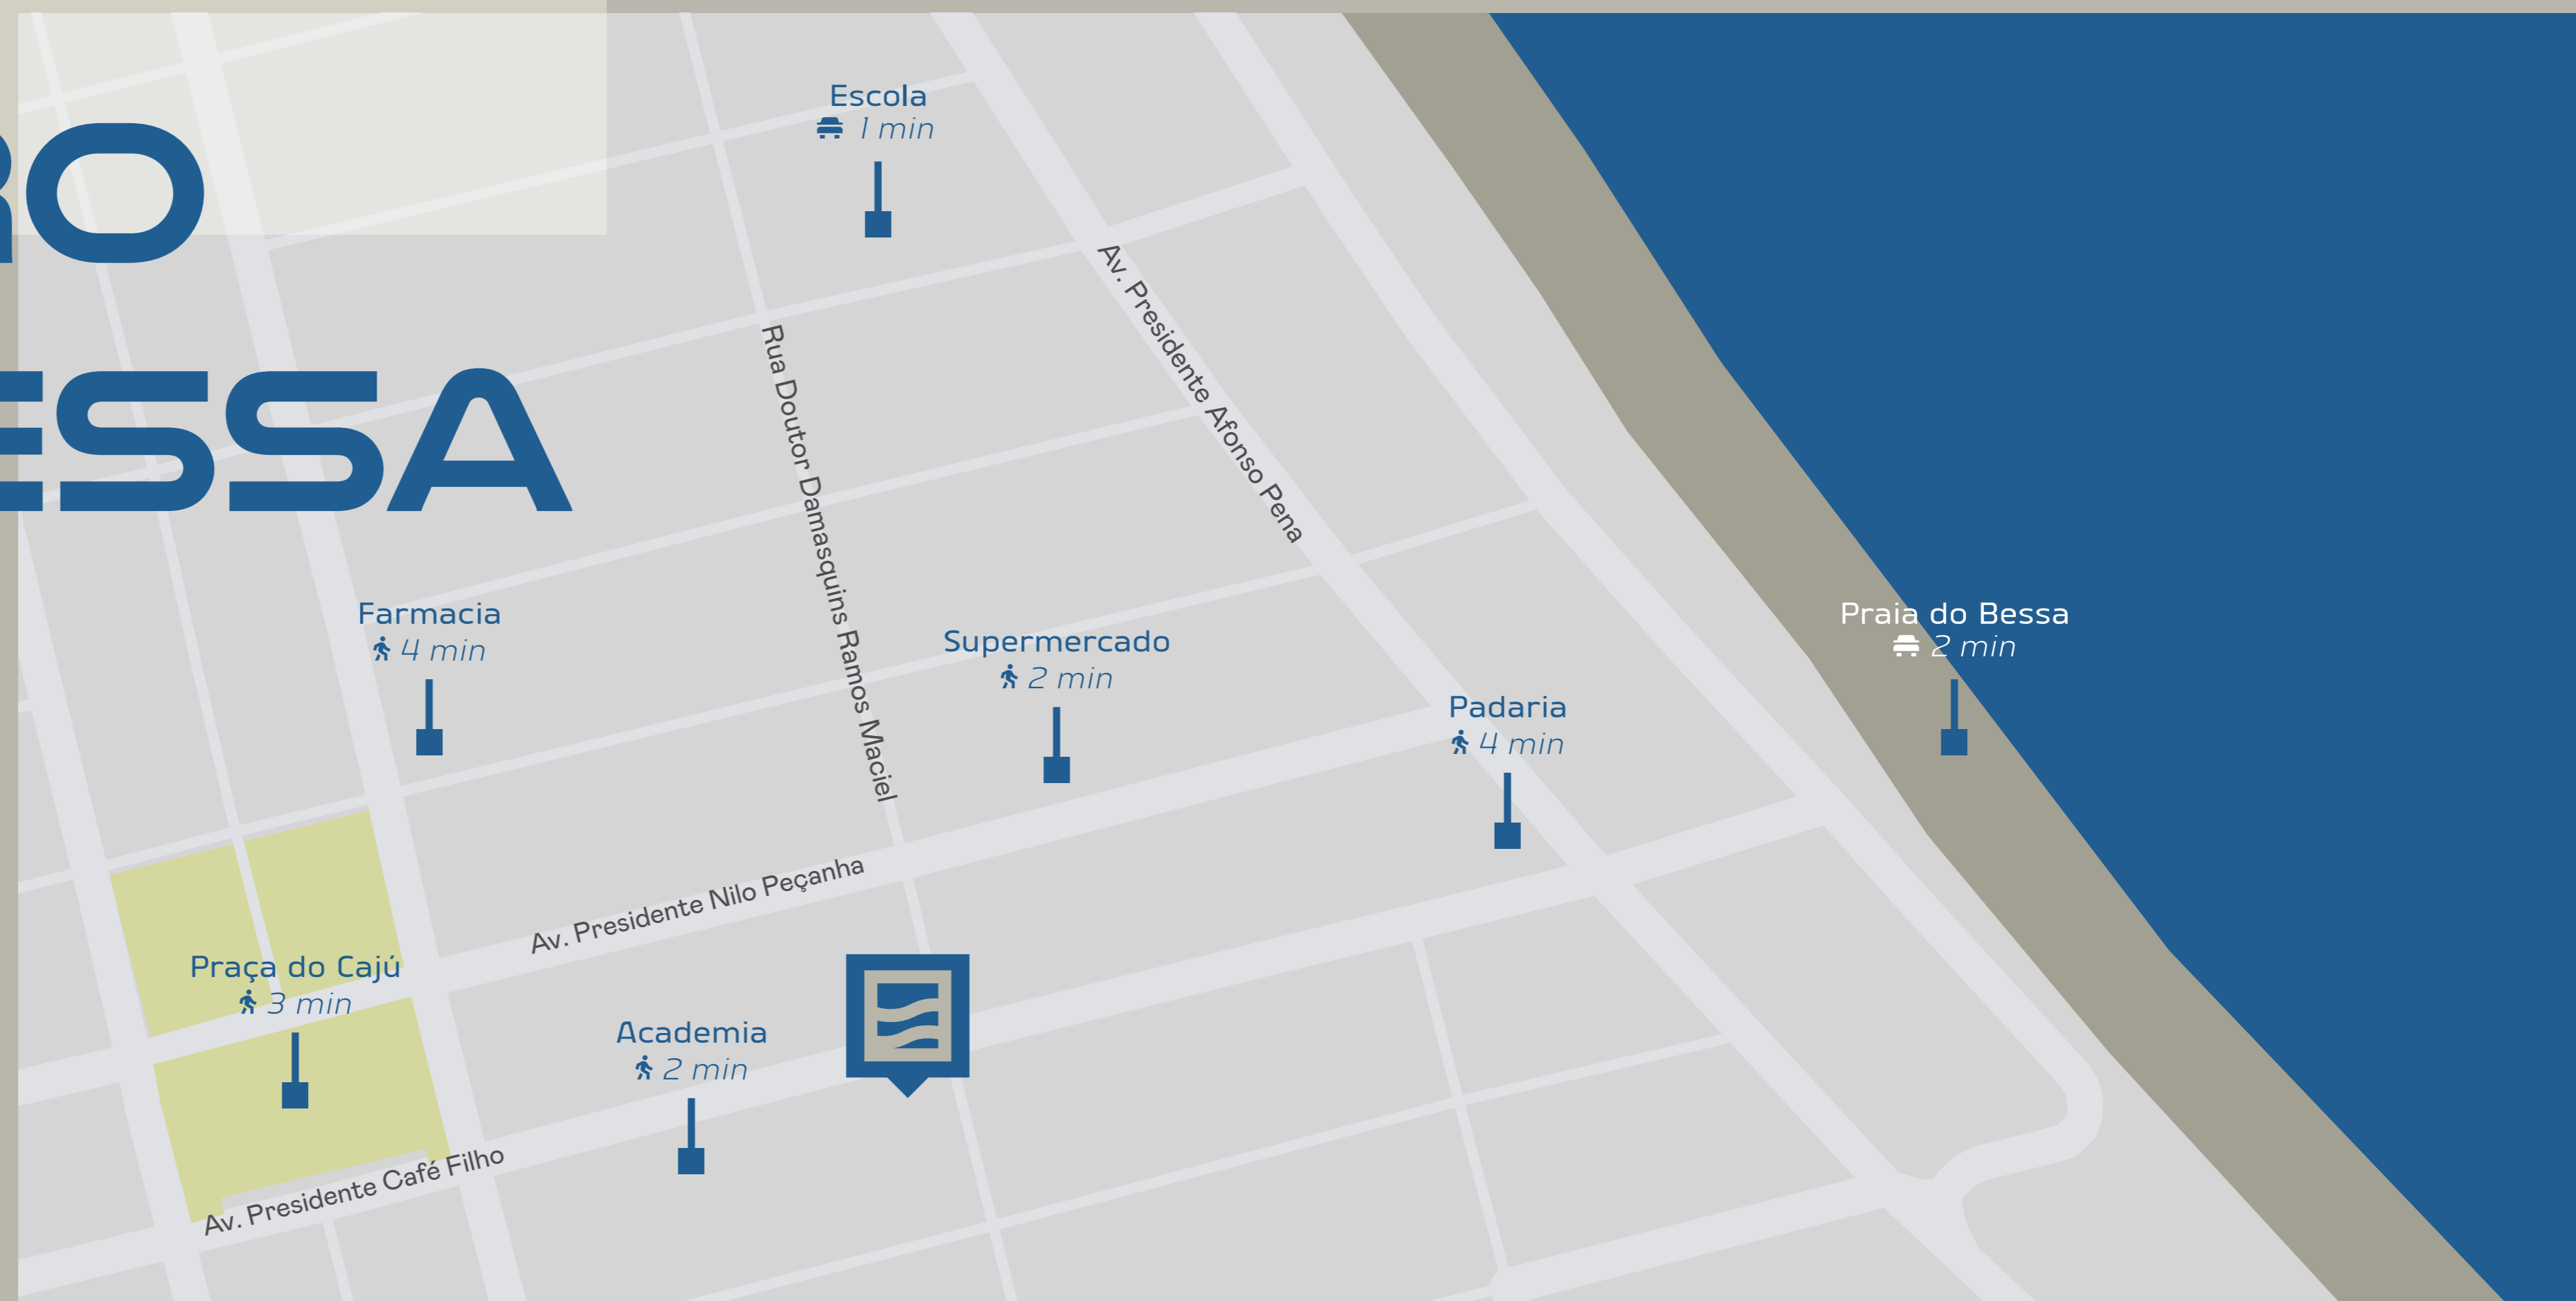 RO
ESSA
Escola
1 min
Av. Presidente Afonso Pena
Rua Doutor Damasquins Ramos Maciel
Farmacia
4 min
Supermercado
2 min
Praia do Bessa
2 min
Padaria
4 min
Av. Presidente Nilo Peçanha
Praça do Cajú
3 min
Academia
2 min
Av. Presidente Café Filho